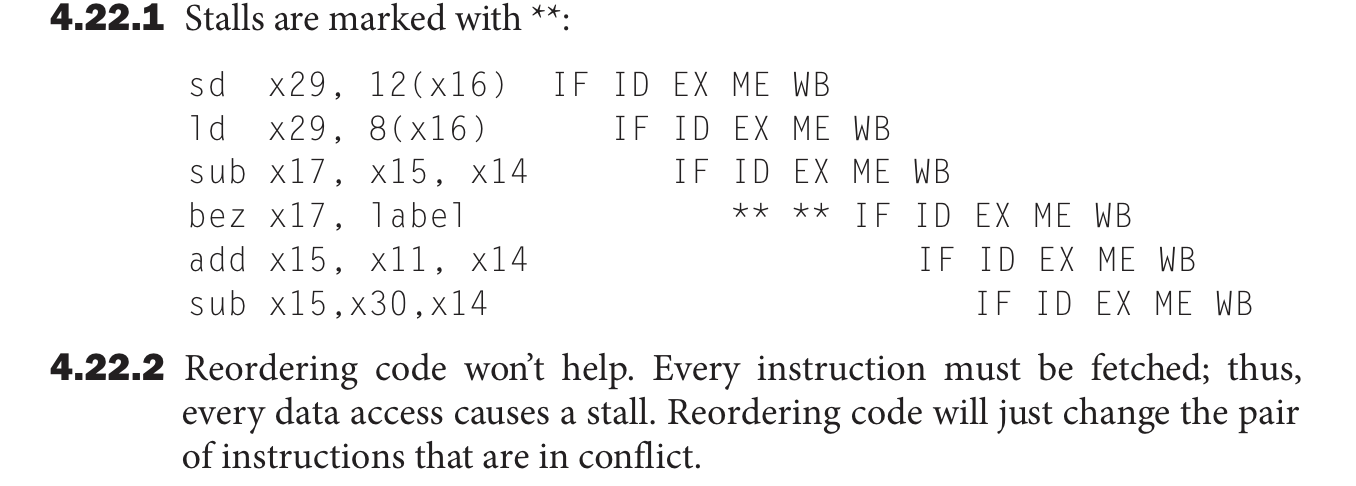 4.22.1 Stalls are marked with **:
sd x29, 12(x16) IF ID EX ME WB
ld x29, 8(x16) IF ID EX ME WB
sub x17, x15, x14 IF ID EX ME WB
bez x17, label ** ** IF ID EX ME WB
add x15, x11, x14 IF ID EX ME WB
sub x15,x30,x14 IF ID EX ME WB
4.22.2 Reordering code won’t help. Every instruction must be fetched; thus,
every data access causes a stall. Reordering code will just change the pair
of instructions that are in conflict.